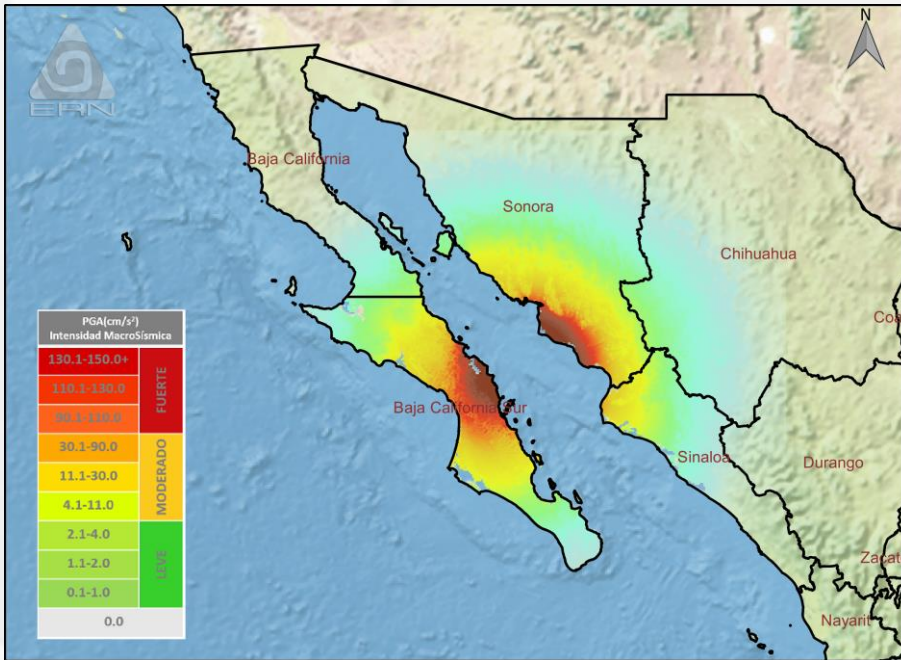 N
ERN
Baja California
Sonora
Chihuahua
PGA(cm/s²)
Intensidad MacroSísmica
130.1-150.0+
110.1-130.0
90.1-110.0
FUERTE
30.1-90.0
11.1-30.0
4.1-11.0
MODERADO
2.1-4.0
1.1-2.0
0.1-1.0
LEVE
0.0
Baja California Sur
Sinaloa
Durango
Nayarit